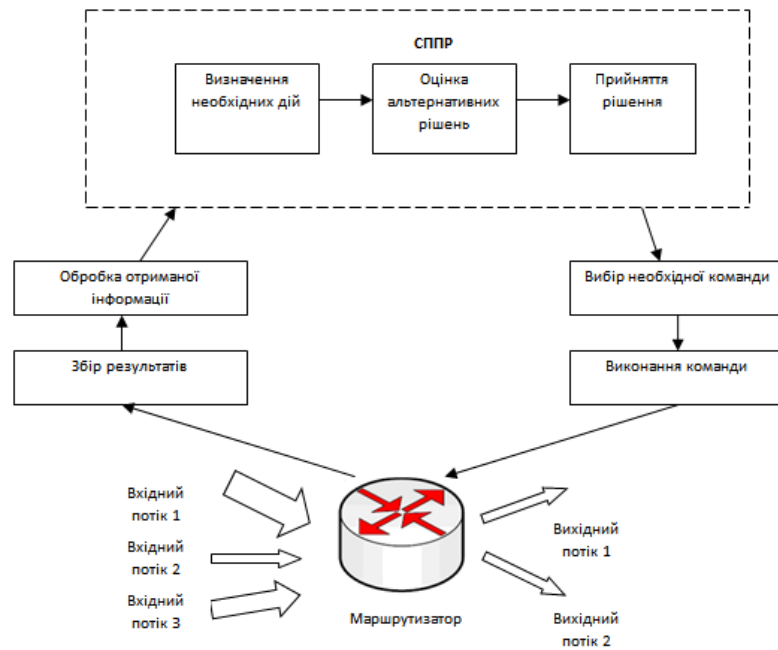 СППР
Визначення
необхідних дій
Оцінка
альтернативних
рішень
Прийняття
рішення
Обробка отриманої
інформації
Вибір необхідної команди
Збір результатів
Виконання команди
Вхідний
потік 1
Вхідний
потік 2
Вхідний
потік 3
Маршрутизатор
Вихідний
потік 1
Вихідний
потік 2